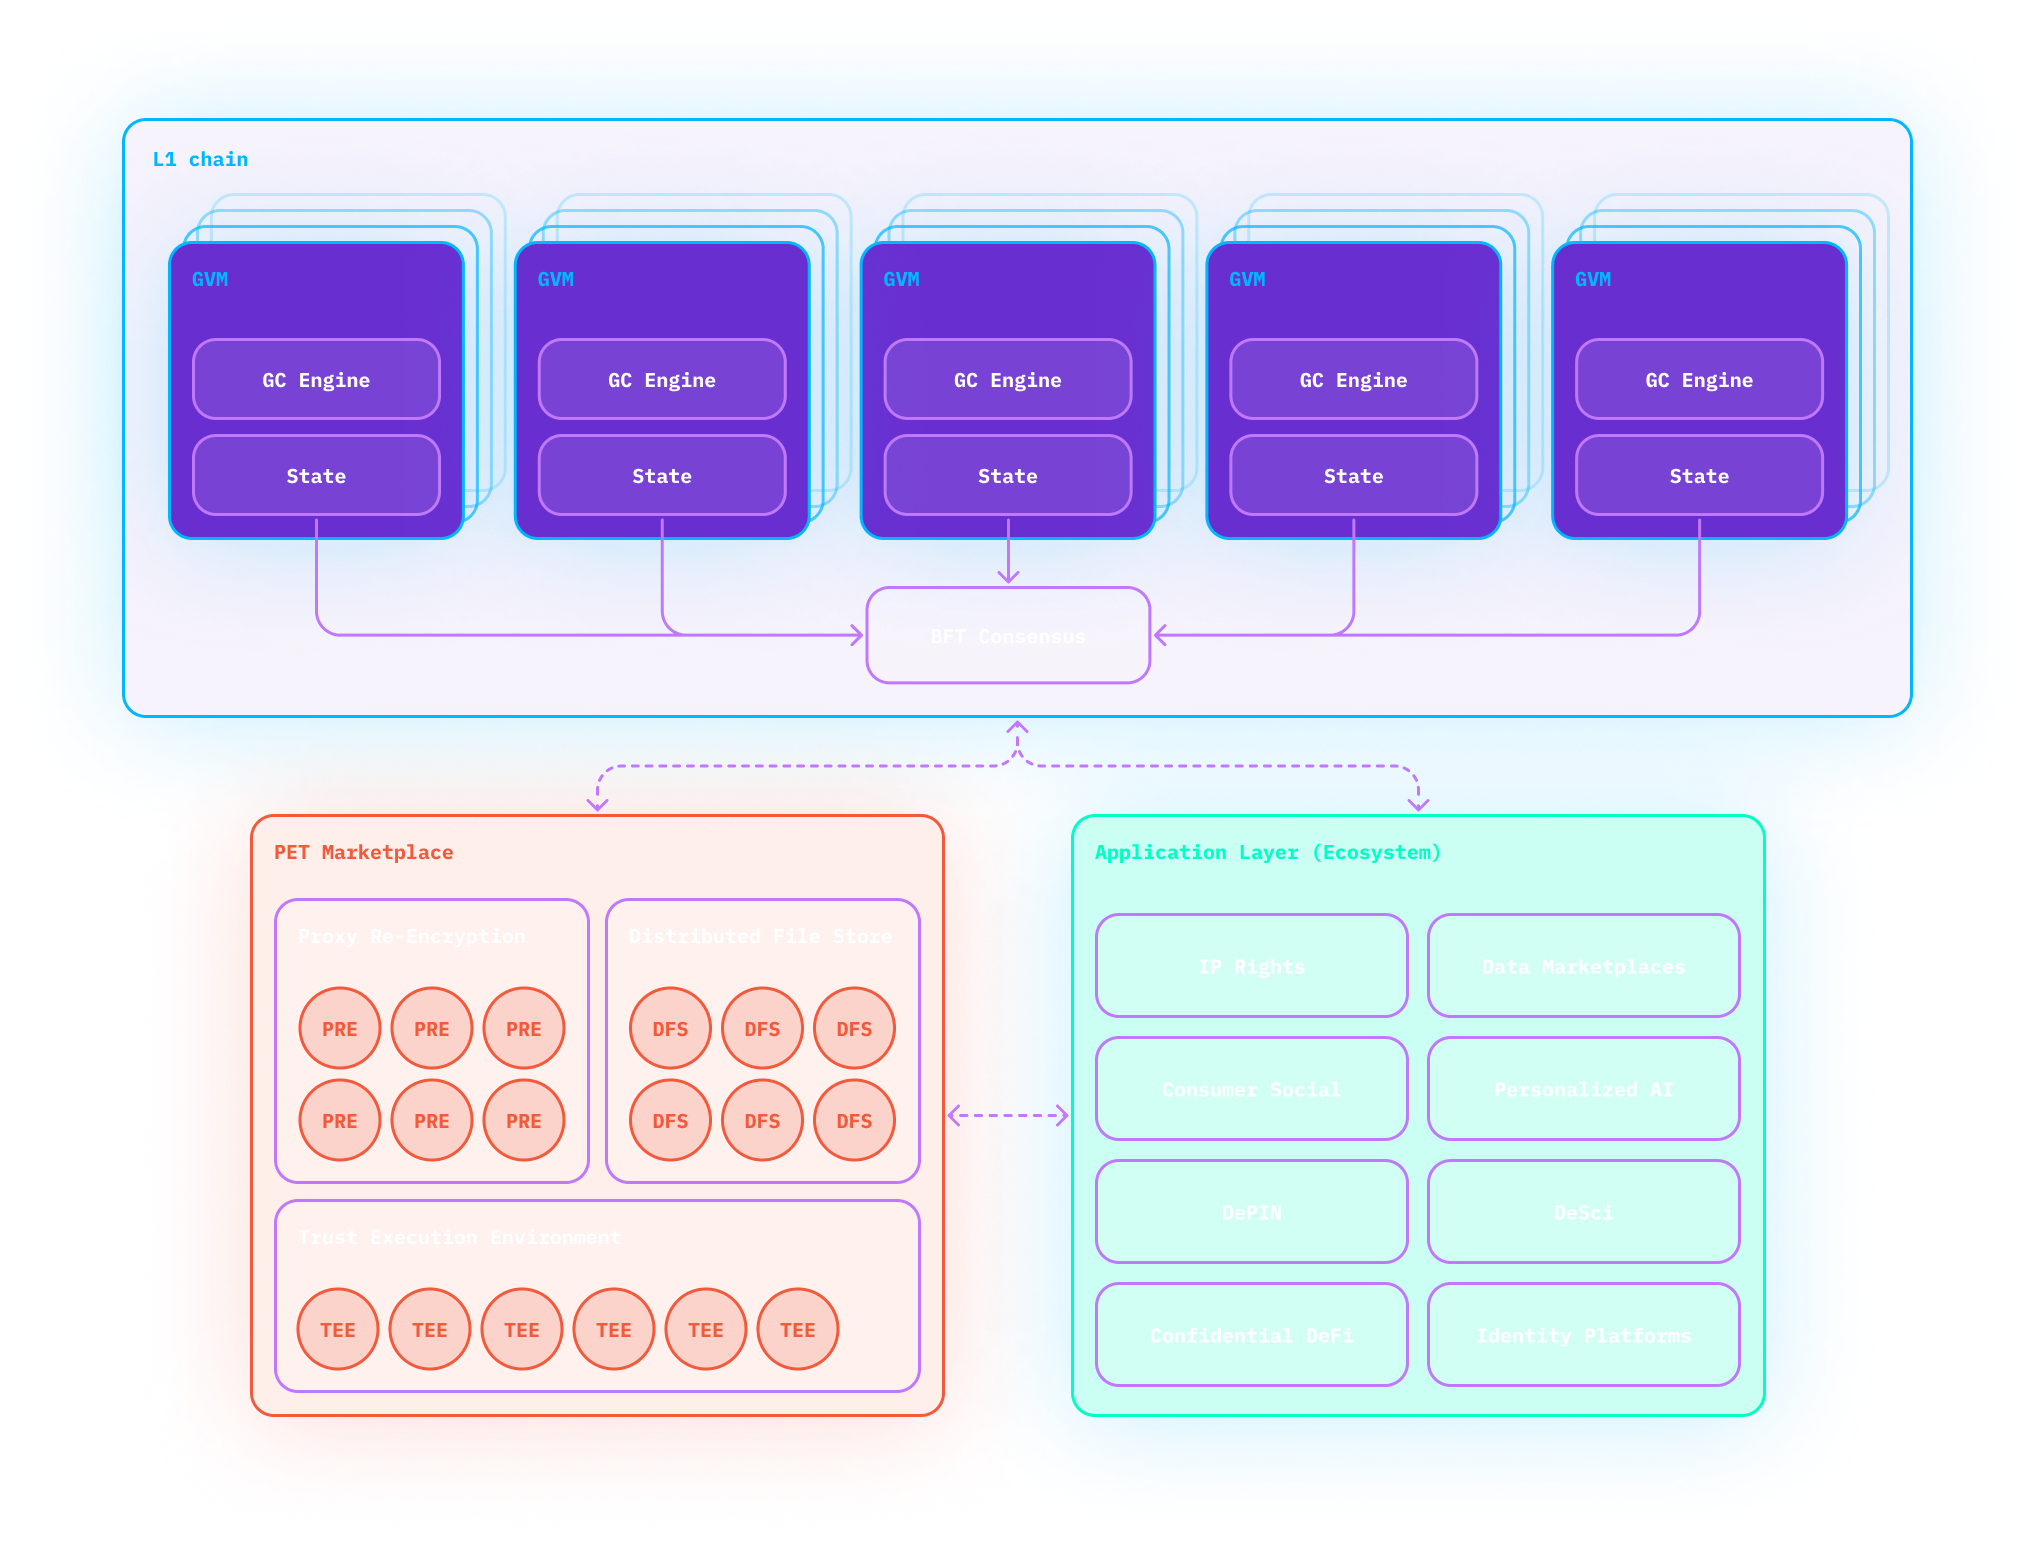 L1 chain
GVM GVM GVM GVM GVM
GC Engine GC Engine GC Engine GC Engine GC Engine
State State State State State
BFT Consensus
PET Marketplace
Proxy Re-Encryption
PRE PRE PRE
PRE PRE PRE
Distributed File Store
DFS DFS DFS
DFS DFS DFS
Trust Execution Environment
TEE TEE TEE TEE TEE TEE
Application Layer (Ecosystem)
IP Rights Data Marketplaces
Consumer Social Personalized AI
DePIN DeSci
Confidential DeFi Identity Platforms